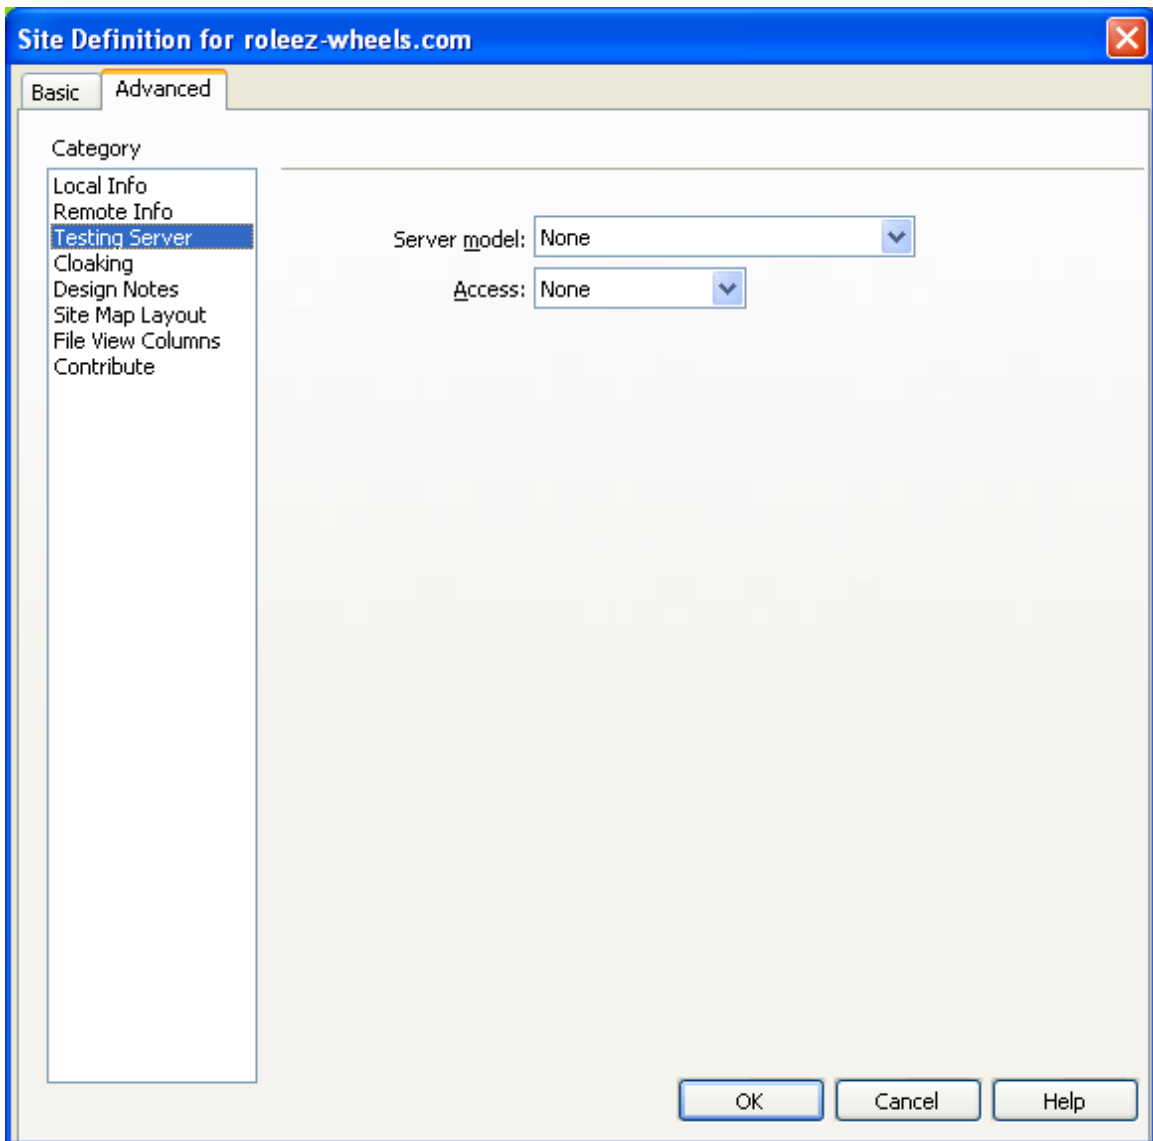 Site Definition for roleez-wheels.com
Basic
Advanced
Category
Local Info
Remote Info
Testing Server
Cloaking
Design Notes
Site Map Layout
File View Columns
Contribute
Server model: None
Access: None
OK
Cancel
Help